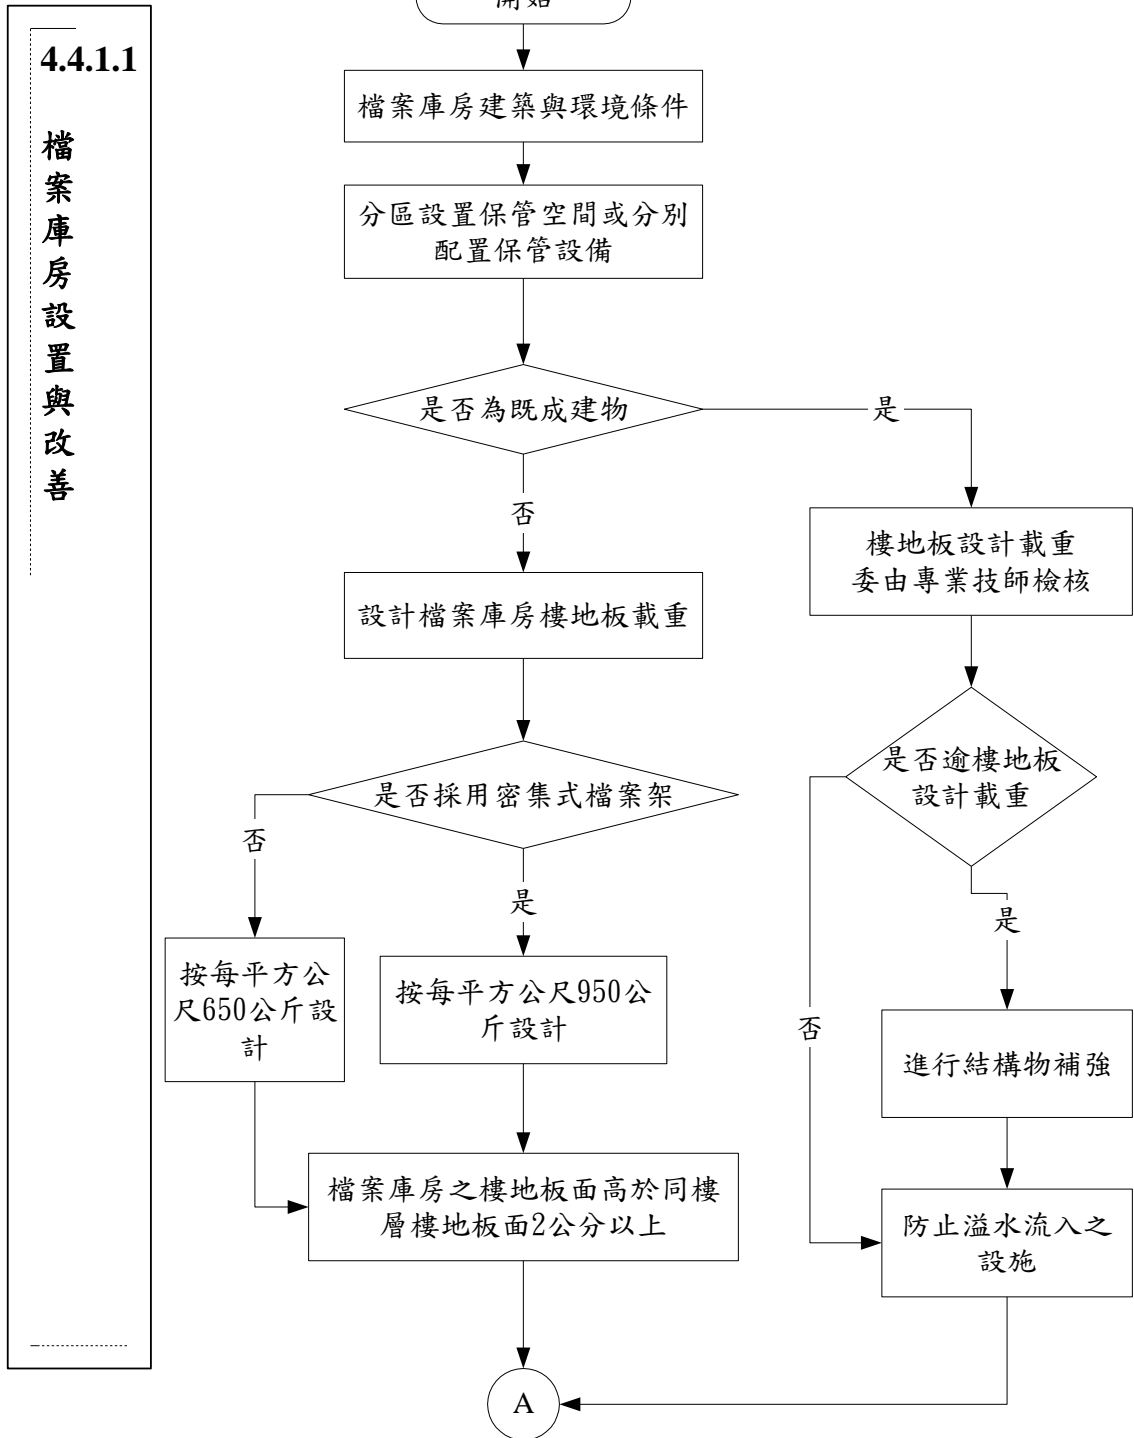 4.4.1.1
檔案庫房設置與改善
開始
檔案庫房建築與環境條件
分區設置保管空間或分別
配置保管設備
是否為既成建物
是
否
樓地板設計載重
委由專業技師檢核
設計檔案庫房樓地板載重
是否逾樓地板
設計載重
是否採用密集式檔案架
否
是
是
按每平方公
尺650公斤設
計
按每平方公尺950公
斤設計
否
進行結構物補強
檔案庫房之樓地板面高於同樓
層樓地板面2公分以上
防止溢水流入之
設施
A